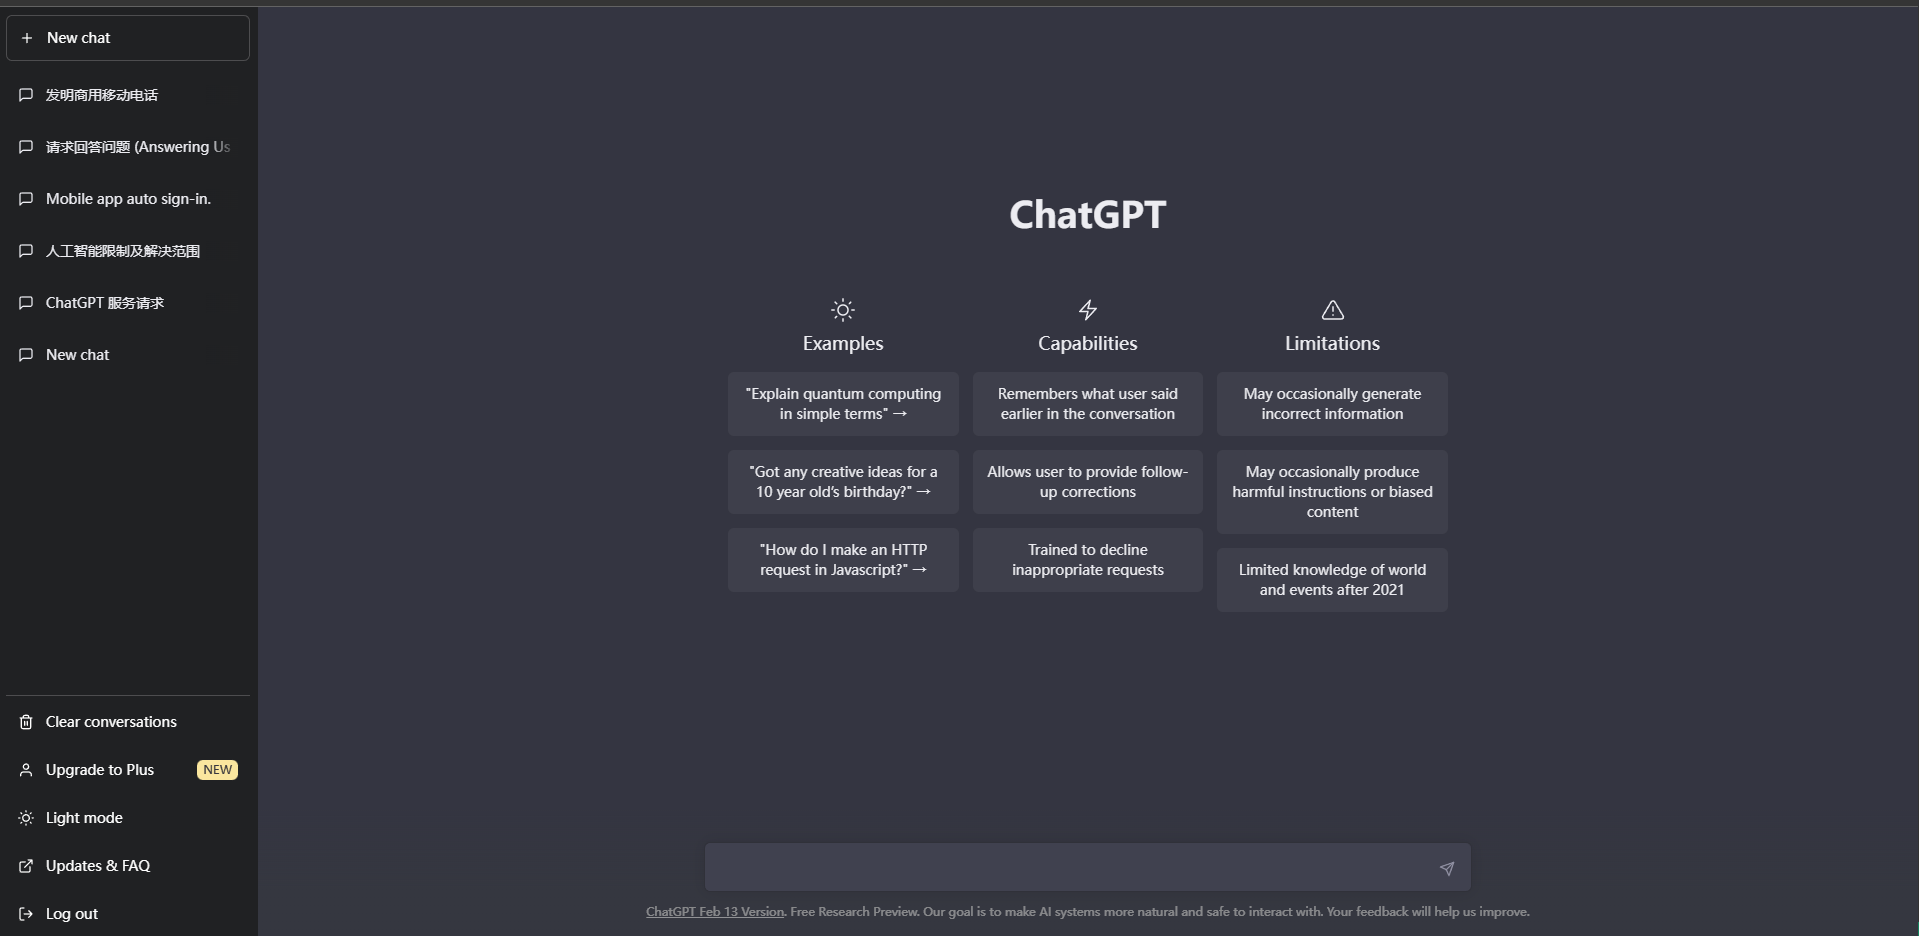 New chat
发明商用移动电话
请求回答问题 (Answering Us
Mobile app auto sign-in.
人工智能限制及解决范围
ChatGPT 服务请求
New chat
Clear conversations
Upgrade to Plus NEW
Light mode
Updates & FAQ
Log out
ChatGPT
Examples
"Explain quantum computing
in simple terms" →
"Got any creative ideas for a
10 year old's birthday?" →
"How do I make an HTTP
request in Javascript?" →
Capabilities
Remembers what user said
earlier in the conversation
Allows user to provide follow-
up corrections
Trained to decline
inappropriate requests
Limitations
May occasionally generate
incorrect information
May occasionally produce
harmful instructions or biased
content
Limited knowledge of world
and events after 2021
ChatGPT Feb 13 Version. Free Research Preview. Our goal is to make AI systems more natural and safe to interact with. Your feedback will help us improve.